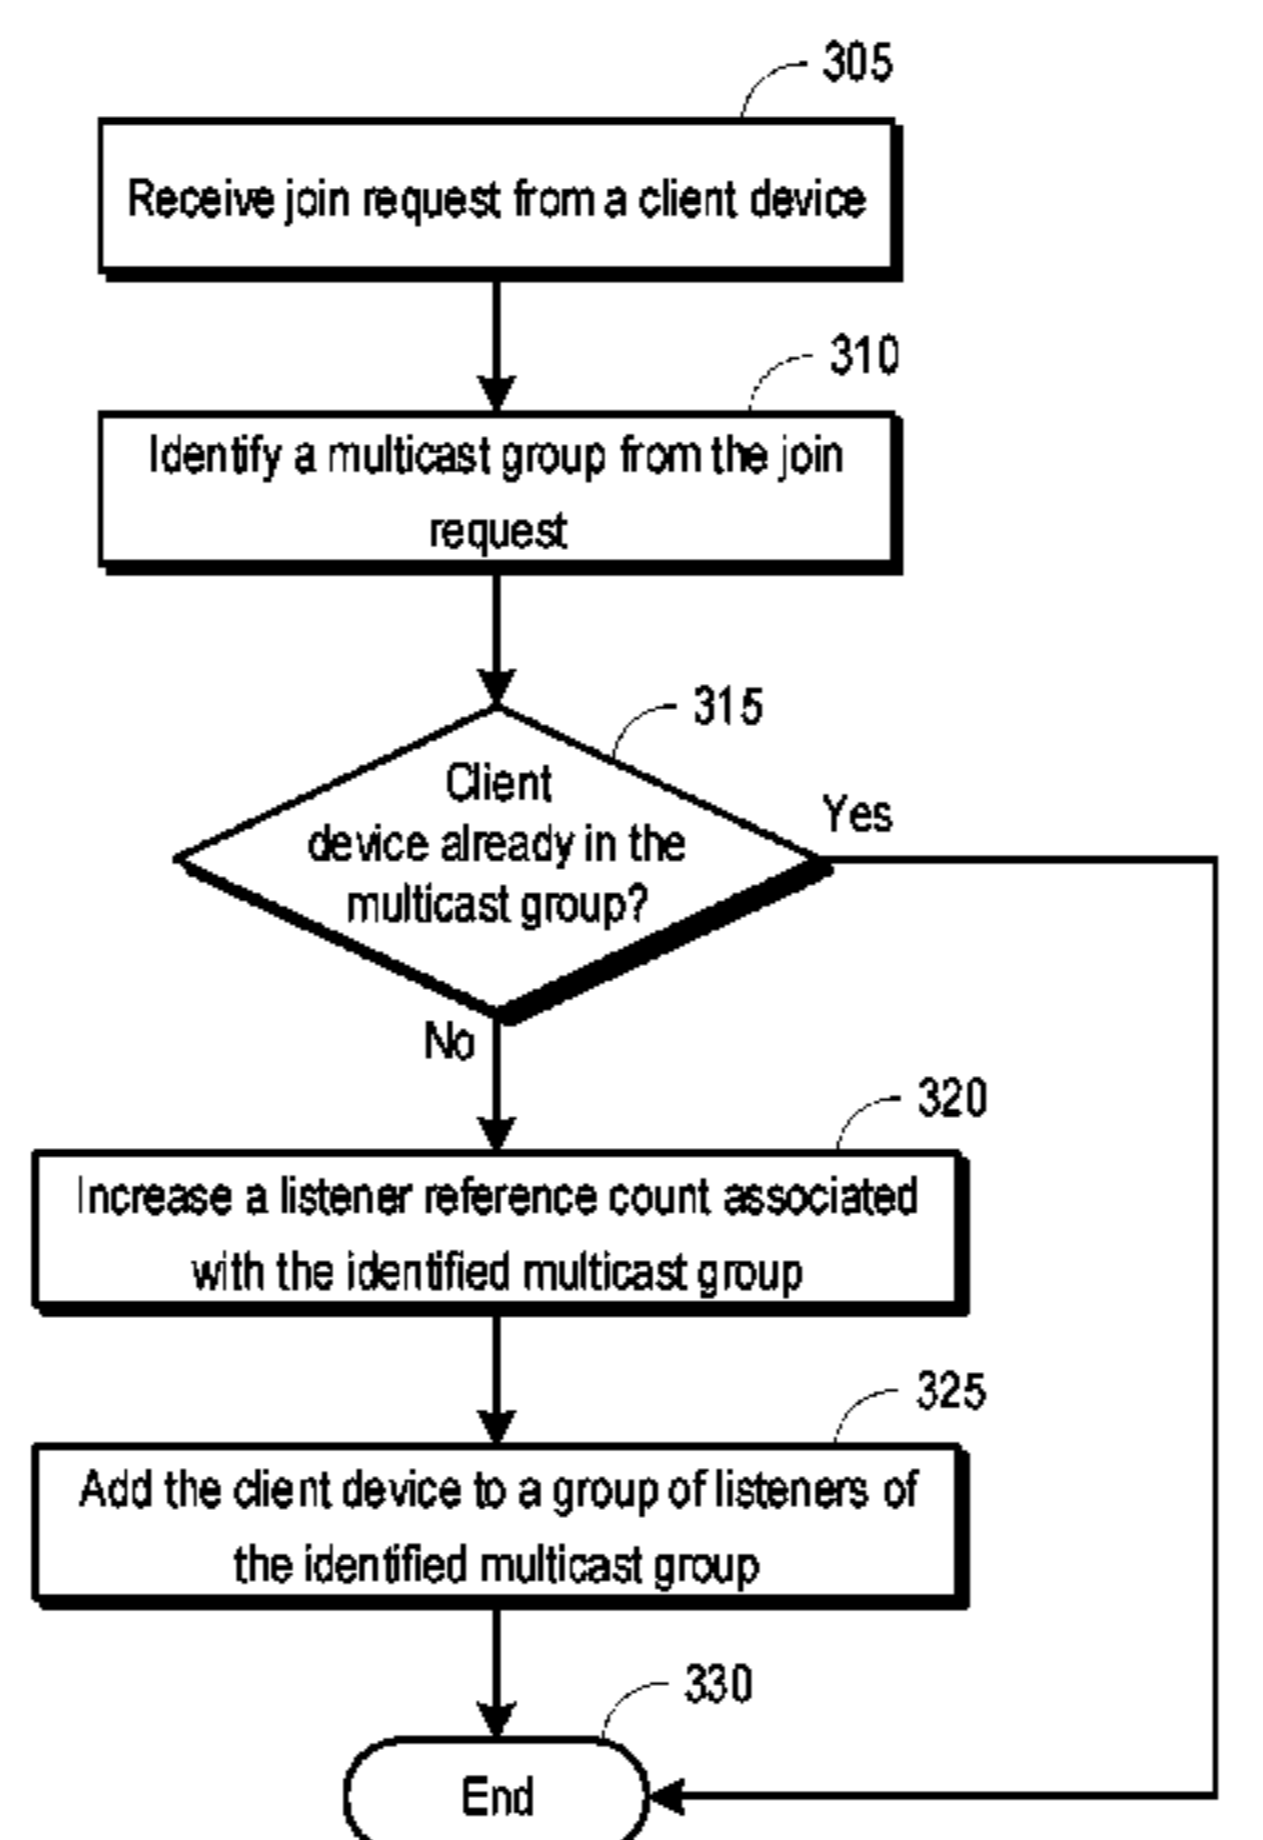 305
Receive join request from a client device
310
Identify a multicast group from the join
request
315
Client
device already in the
multicast group?
Yes
No
320
Increase a listener reference count associated
with the identified multicast group
325
Add the client device to a group of listeners of
the identified multicast group
330
End